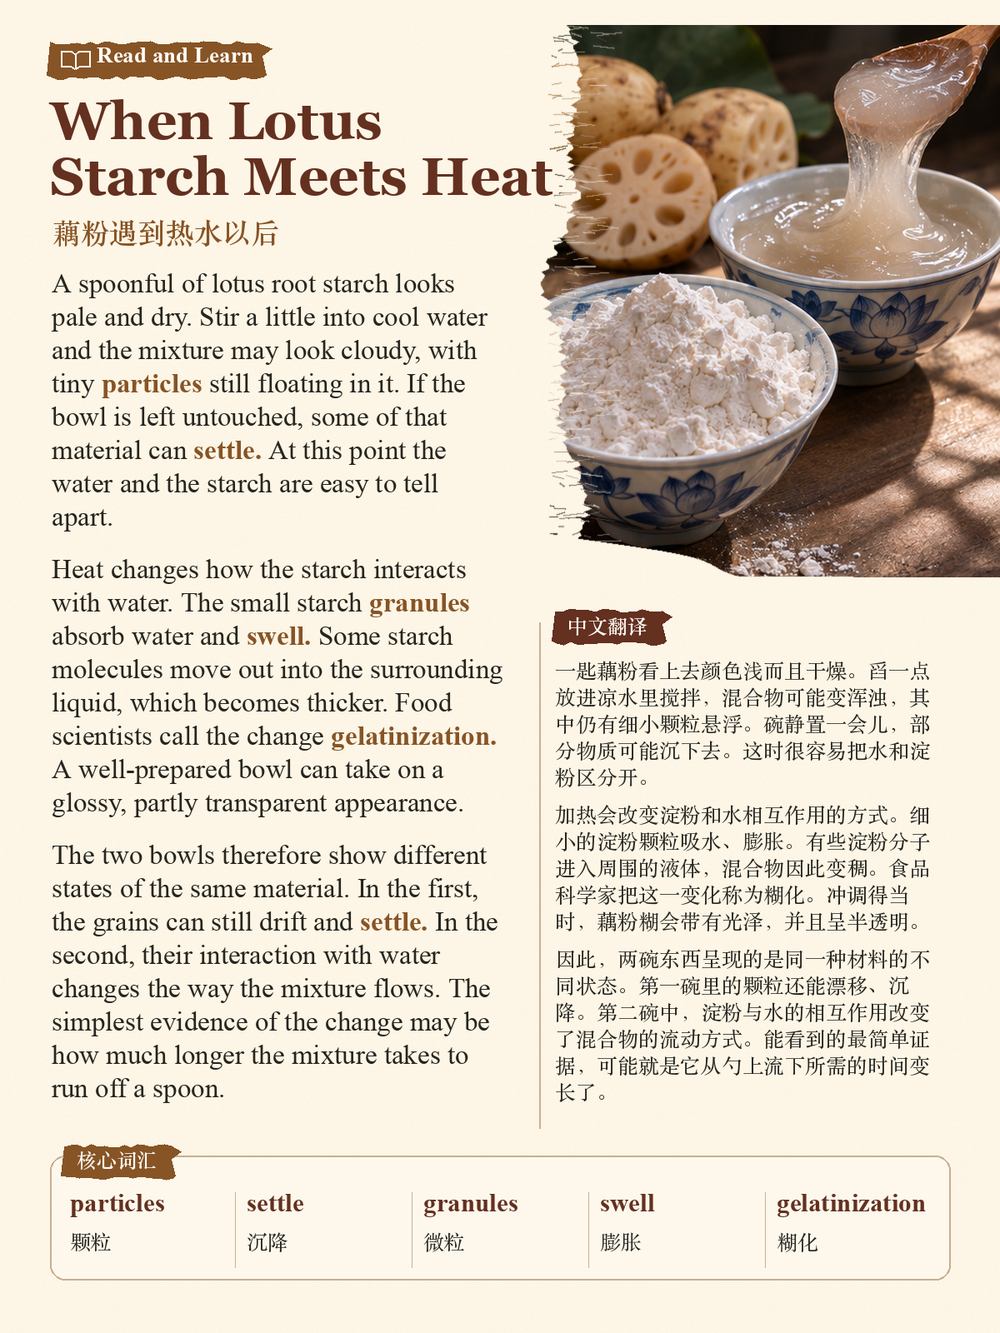 Read and Learn
When Lotus
Starch Meets Heat
藕粉遇到热水以后
A spoonful of lotus root starch looks
pale and dry. Stir a little into cool water
and the mixture may look cloudy, with
tiny particles still floating in it. If the
bowl is left untouched, some of that
material can settle. At this point the
water and the starch are easy to tell
apart.
Heat changes how the starch interacts
with water. The small starch granules
absorb water and swell. Some starch
molecules move out into the surrounding
liquid, which becomes thicker. Food
scientists call the change gelatinization.
A well-prepared bowl can take on a
glossy, partly transparent appearance.
The two bowls therefore show different
states of the same material. In the first,
the grains can still drift and settle. In the
second, their interaction with water
changes the way the mixture flows. The
simplest evidence of the change may be
how much longer the mixture takes to
run off a spoon.
中文翻译
一匙藕粉看上去颜色浅而且干燥。舀一点
放进凉水里搅拌，混合物可能变浑浊，其
中仍有细小颗粒悬浮。碗静置一会儿，部
分物质可能沉下去。这时很容易把水和淀
粉区分开。
加热会改变淀粉和水相互作用的方式。细
小的淀粉颗粒吸水、膨胀。有些淀粉分子
进入周围的液体，混合物因此变稠。食品
科学家把这一变化称为糊化。冲调得当
时，藕粉糊会带有光泽，并且呈半透明。
因此，两碗东西呈现的是同一种材料的不
同状态。第一碗里的颗粒还能漂移、沉
降。第二碗中，淀粉与水的相互作用改变
了混合物的流动方式。能看到的最简单证
据，可能就是它从勺上流下所需的时间变
长了。
核心词汇
particles
颗粒
settle
沉降
granules
微粒
swell
膨胀
gelatinization
糊化